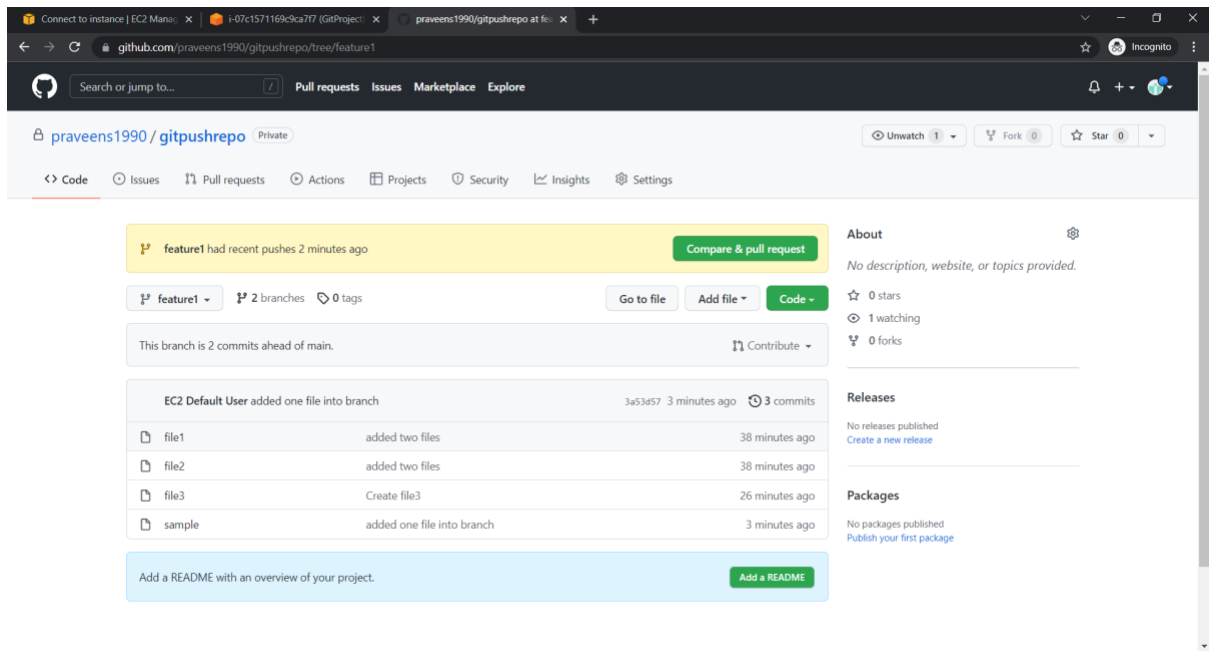 Connect to instance | EC2 Manag
i-07c1571169c9ca7f7 (GitProject)
praveens1990/gitpushrepo at fea
github.com/praveens1990/gitpushrepo/tree/feature1
Incognito
Search or jump to...
/
Pull requests Issues Marketplace Explore
praveens1990 / gitpushrepo Private
Unwatch 1 Fork 0 Star 0
Code Issues Pull requests Actions Projects Security Insights Settings
feature1 had recent pushes 2 minutes ago
Compare & pull request
feature1 2 branches 0 tags
Go to file Add file Code
This branch is 2 commits ahead of main.
Contribute
EC2 Default User added one file into branch 3a53d57 3 minutes ago 3 commits
file1 added two files 38 minutes ago
file2 added two files 38 minutes ago
file3 Create file3 26 minutes ago
sample added one file into branch 3 minutes ago
Add a README with an overview of your project.
Add a README
About
No description, website, or topics provided.
0 stars
1 watching
0 forks
Releases
No releases published
Create a new release
Packages
No packages published
Publish your first package